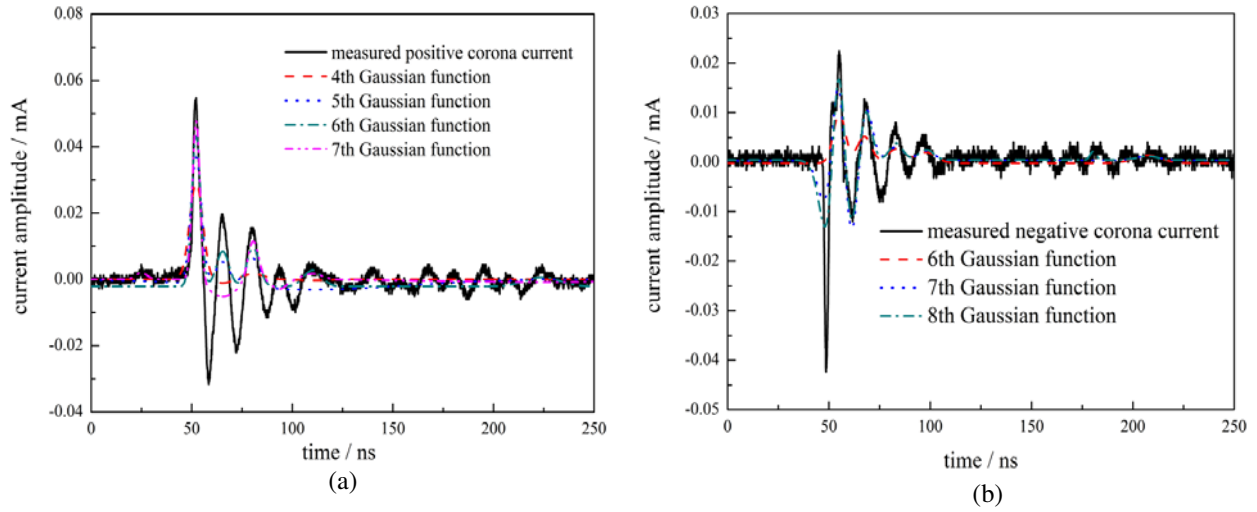 0.08
0.06
0.04
0.02
0.00
-0.02
-0.04
current amplitude / mA
measured positive corona current
4th Gaussian function
5th Gaussian function
6th Gaussian function
7th Gaussian function
0
50
100
150
200
250
time / ns
(a)
0.03
0.02
0.01
0.00
-0.01
-0.02
-0.03
-0.04
-0.05
current amplitude / mA
measured negative corona current
6th Gaussian function
7th Gaussian function
8th Gaussian function
0
50
100
150
200
250
time / ns
(b)